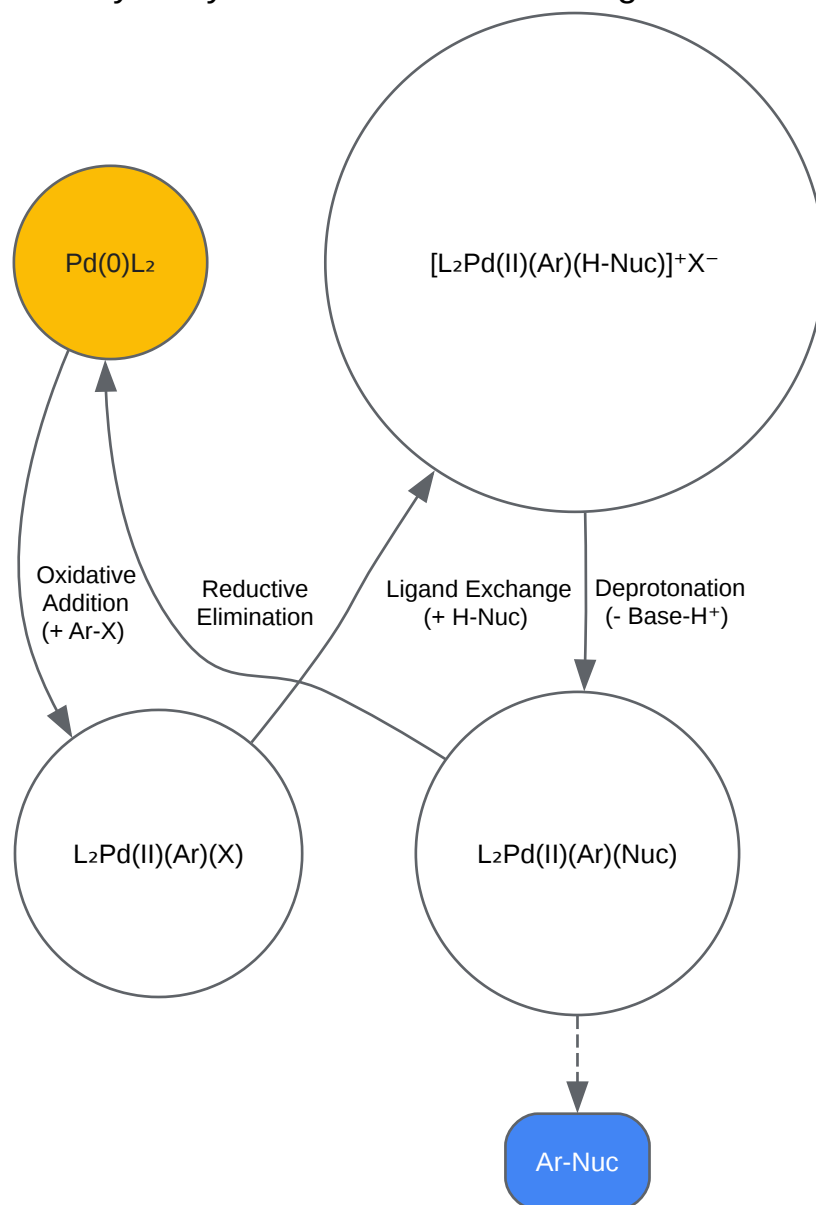 Pd(0)L₂
[L₂Pd(II)(Ar)(H-Nuc)]⁺X⁻
Oxidative
Addition
(+ Ar-X)
Reductive
Elimination
Ligand Exchange
(+ H-Nuc)
Deprotonation
(- Base-H⁺)
L₂Pd(II)(Ar)(X)
L₂Pd(II)(Ar)(Nuc)
Ar-Nuc